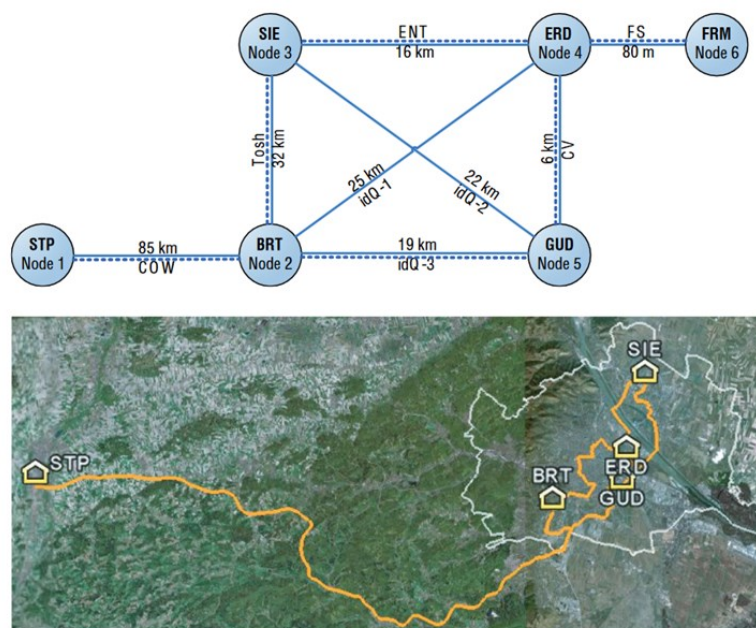 SIE
Node 3
ENT
16 km
ERD
Node 4
FS
80 m
FRM
Node 6
Tosh
32 km
25 km
idQ-1
22 km
idQ-2
6 km
CV
STP
Node 1
85 km
COW
BRT
Node 2
19 km
idQ-3
GUD
Node 5
SIE
STP
ERD
BRT
GUD